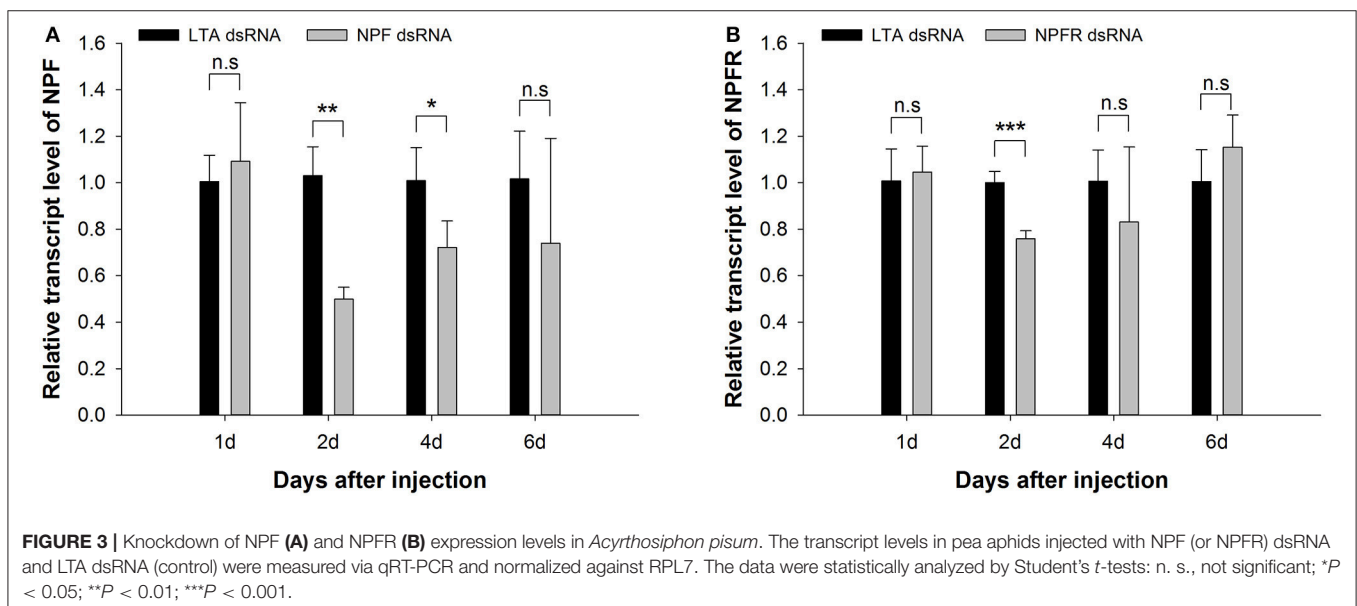 A
LTA dsRNA NPF dsRNA
1.6
1.4
1.2
1.0
0.8
0.6
0.4
0.2
0.0
Relative transcript level of NPF
n.s
**
*
n.s
1d 2d 4d 6d
Days after injection
B
LTA dsRNA NPFR dsRNA
1.6
1.4
1.2
1.0
0.8
0.6
0.4
0.2
0.0
Relative transcript level of NPFR
n.s
***
n.s
n.s
1d 2d 4d 6d
Days after injection
FIGURE 3 | Knockdown of NPF (A) and NPFR (B) expression levels in Acyrthosiphon pisum. The transcript levels in pea aphids injected with NPF (or NPFR) dsRNA
and LTA dsRNA (control) were measured via qRT-PCR and normalized against RPL7. The data were statistically analyzed by Student's t-tests: n. s., not significant; *P
< 0.05; **P < 0.01; ***P < 0.001.